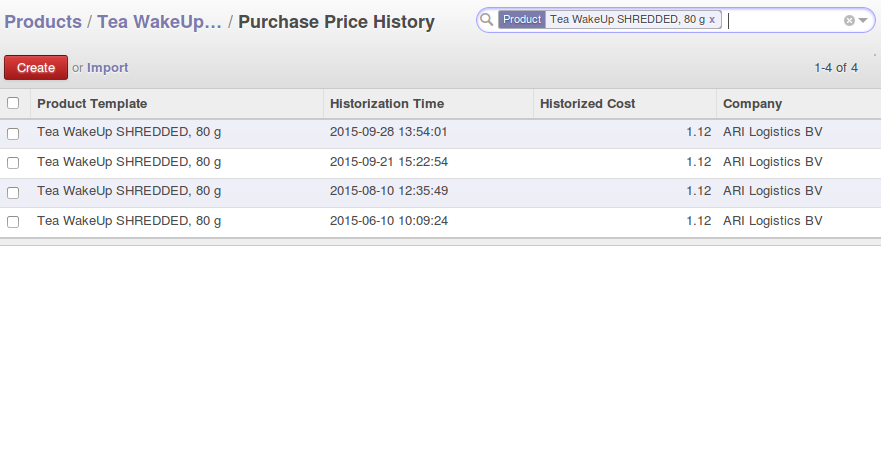 Products / Tea WakeUp... / Purchase Price History
Product Tea WakeUp SHREDDED, 80 g x
Create or Import
1-4 of 4
Product Template Historization Time Historized Cost Company
Tea WakeUp SHREDDED, 80 g 2015-09-28 13:54:01 1.12 ARI Logistics BV
Tea WakeUp SHREDDED, 80 g 2015-09-21 15:22:54 1.12 ARI Logistics BV
Tea WakeUp SHREDDED, 80 g 2015-08-10 12:35:49 1.12 ARI Logistics BV
Tea WakeUp SHREDDED, 80 g 2015-06-10 10:09:24 1.12 ARI Logistics BV